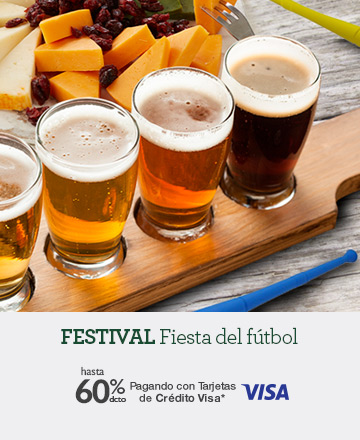 FESTIVAL Fiesta del fútbol
hasta
60% dcto
Pagando con Tarjetas
de Crédito Visa*
VISA